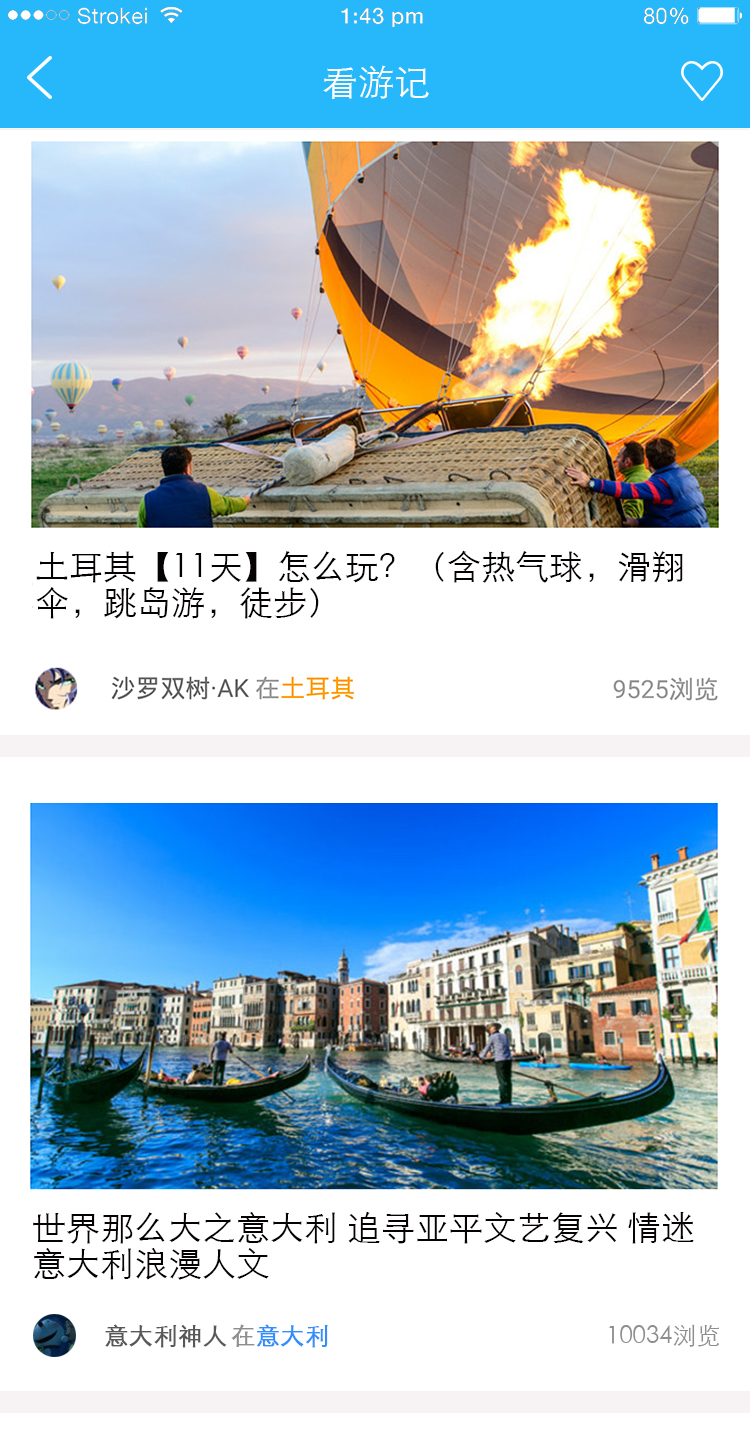 Strokei 1:43 pm 80%
看游记
土耳其【11天】怎么玩？（含热气球，滑翔
伞，跳岛游，徒步）
沙罗双树·AK 在土耳其 9525浏览
世界那么大之意大利 追寻亚平文艺复兴 情迷
意大利浪漫人文
意大利神人在意大利 10034浏览